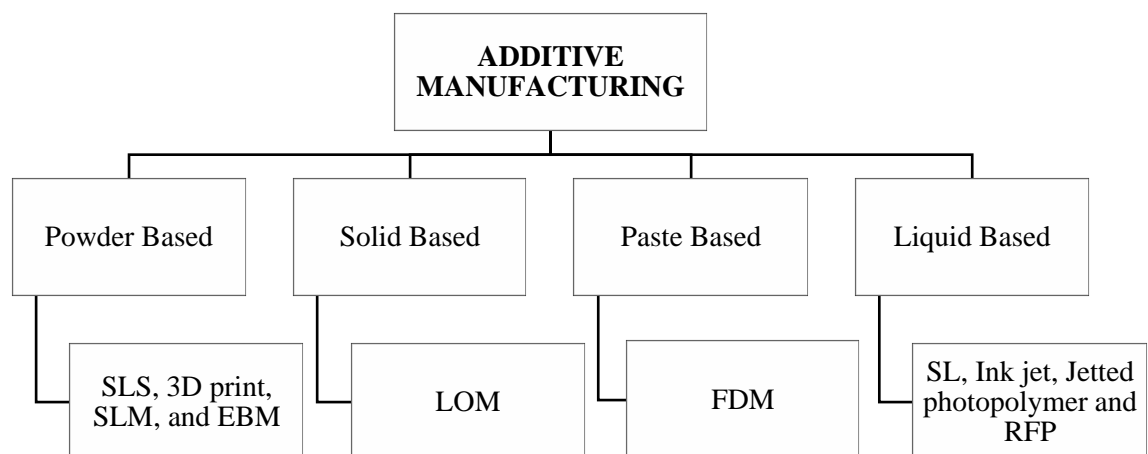 ADDITIVE
MANUFACTURING
Powder Based
Solid Based
Paste Based
Liquid Based
SLS, 3D print,
SLM, and EBM
LOM
FDM
SL, Ink jet, Jetted
photopolymer and
RFP